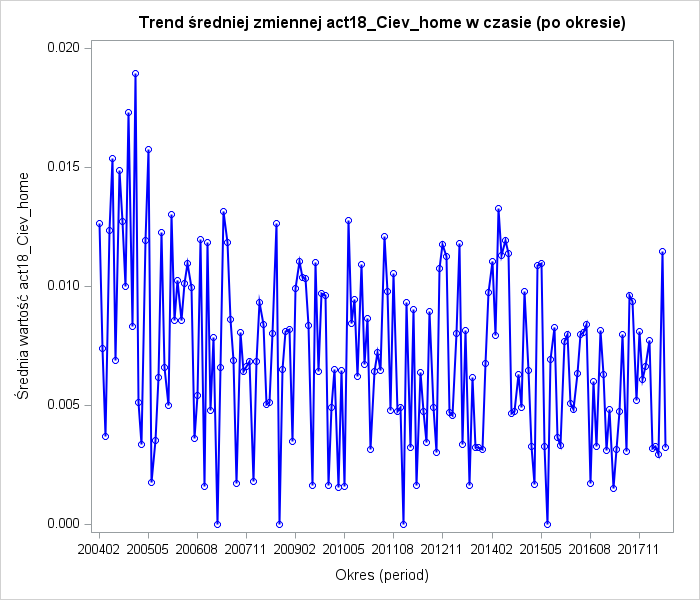 Trend średniej zmiennej act18_Ciev_home w czasie (po okresie)
Średnia wartość act18_Ciev_home
0.020
0.015
0.010
0.005
0.000
200402 200505 200608 200711 200902 201005 201108 201211 201402 201505 201608 201711
Okres (period)